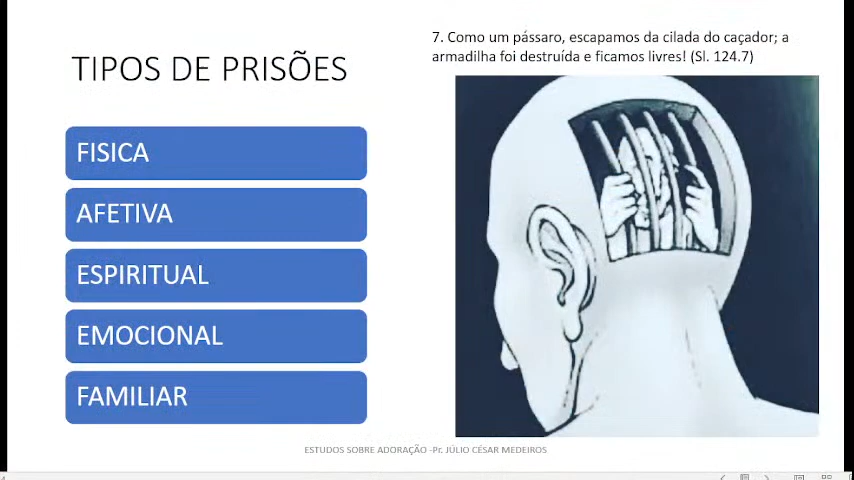 TIPOS DE PRISÕES
FISICA
AFETIVA
ESPIRITUAL
EMOCIONAL
FAMILIAR
7. Como um pássaro, escapamos da cilada do caçador; a
armadilha foi destruída e ficamos livres! (Sl. 124.7)
ESTUDOS SOBRE ADORAÇÃO -Pr. JÚLIO CÉSAR MEDEIROS